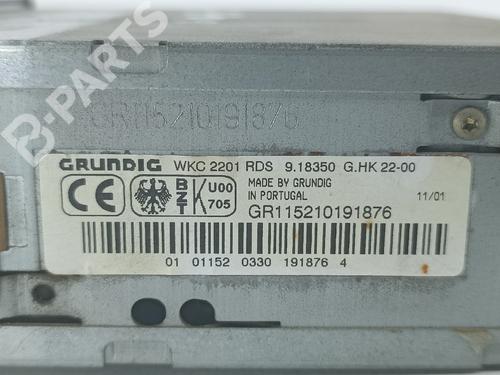 B-PARTS
GR115210191876
GRUNDIG WKC 2201 RDS 9.18350 G.HK 22-00
CE BZT K U00 705 MADE BY GRUNDIG IN PORTUGAL 11/01
GR115210191876
01 01152 0330 191876 4